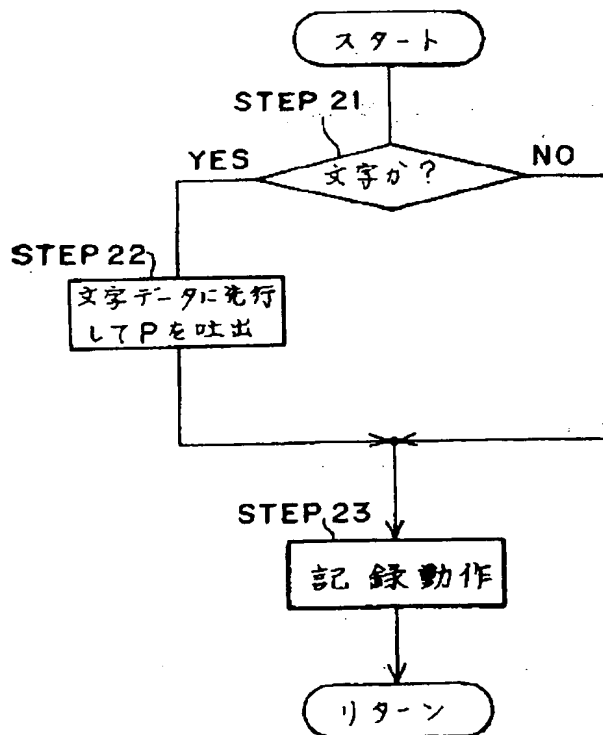 スタート
STEP 21
YES
文字か?
NO
STEP 22
文字データに先行
してPを吐出
STEP 23
記録動作
リターン